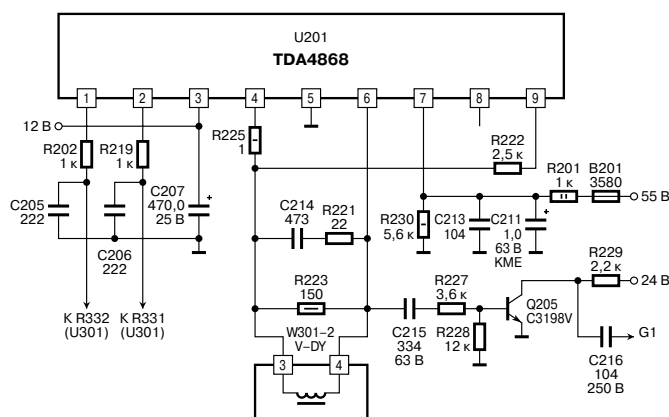 U201
TDA4868
1 2 3 4 5 6 7 8 9
12 В
R202
1 к
R219
1 к
R225
1
R222
2,5 к
R201
1 к
B201
3580
55 В
C205
222
C206
222
C207
470,0
25 В
+
C214
473
R221
22
R230
5,6 к
C213
104
C211
1,0
63 В
KME
+
R229
2,2 к
24 В
R223
150
R227
3,6 к
Q205
C3198V
К R332
(U301)
К R331
(U301)
W301-2
V-DY
C215
334
63 В
R228
12 к
G1
C216
104
250 В
3 4